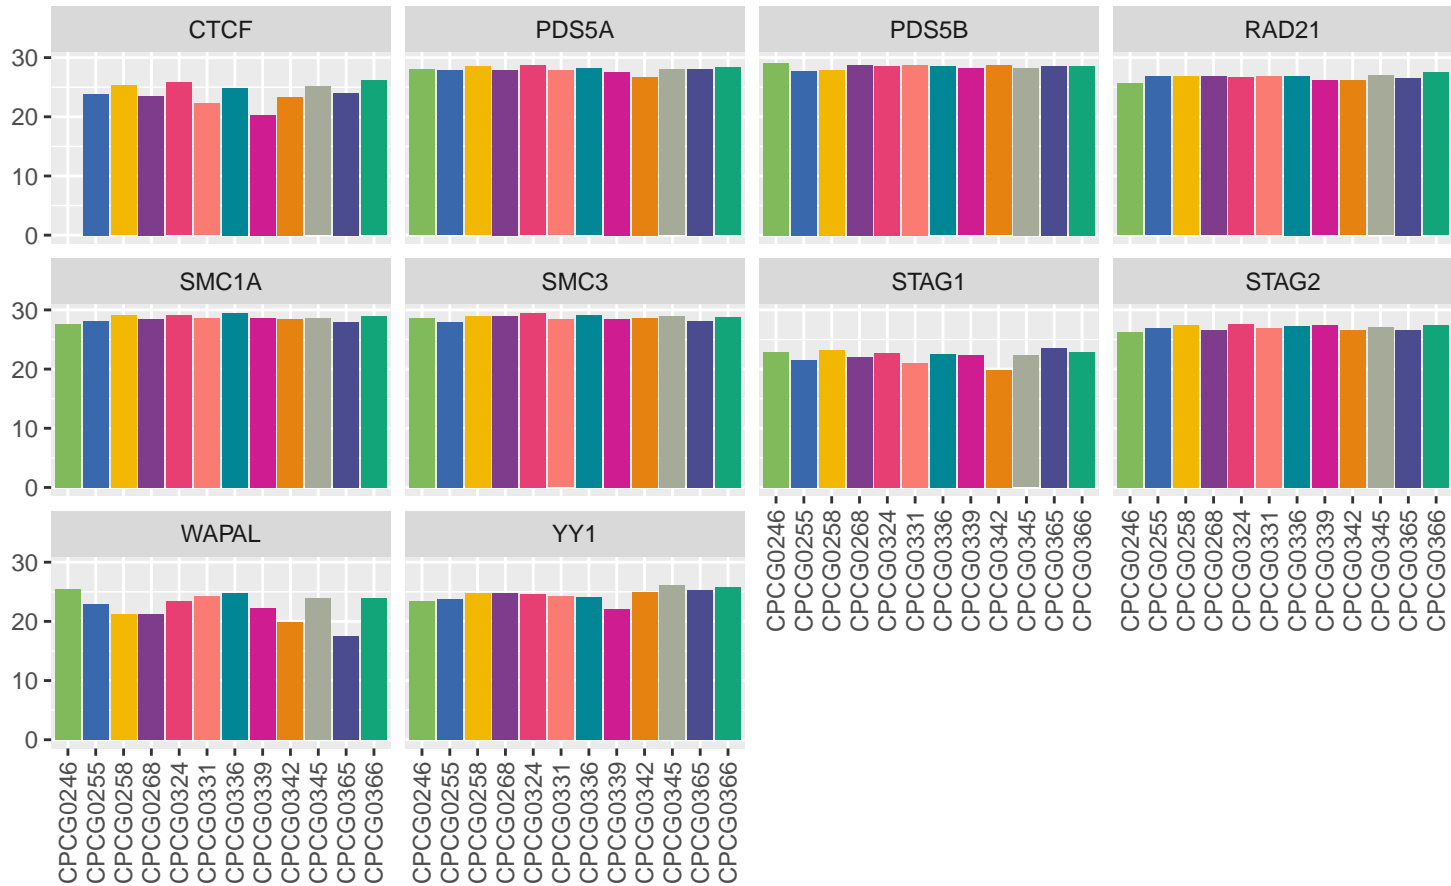 CTCF PDS5A PDS5B RAD21
30
20
10
0
SMC1A SMC3 STAG1 STAG2
30
20
10
0
WAPAL YY1
30
20
10
0
CPCG0246
CPCG0255
CPCG0258
CPCG0268
CPCG0324
CPCG0331
CPCG0336
CPCG0339
CPCG0342
CPCG0345
CPCG0365
CPCG0366
CPCG0246
CPCG0255
CPCG0258
CPCG0268
CPCG0324
CPCG0331
CPCG0336
CPCG0339
CPCG0342
CPCG0345
CPCG0365
CPCG0366
CPCG0246
CPCG0255
CPCG0258
CPCG0268
CPCG0324
CPCG0331
CPCG0336
CPCG0339
CPCG0342
CPCG0345
CPCG0365
CPCG0366
CPCG0246
CPCG0255
CPCG0258
CPCG0268
CPCG0324
CPCG0331
CPCG0336
CPCG0339
CPCG0342
CPCG0345
CPCG0365
CPCG0366